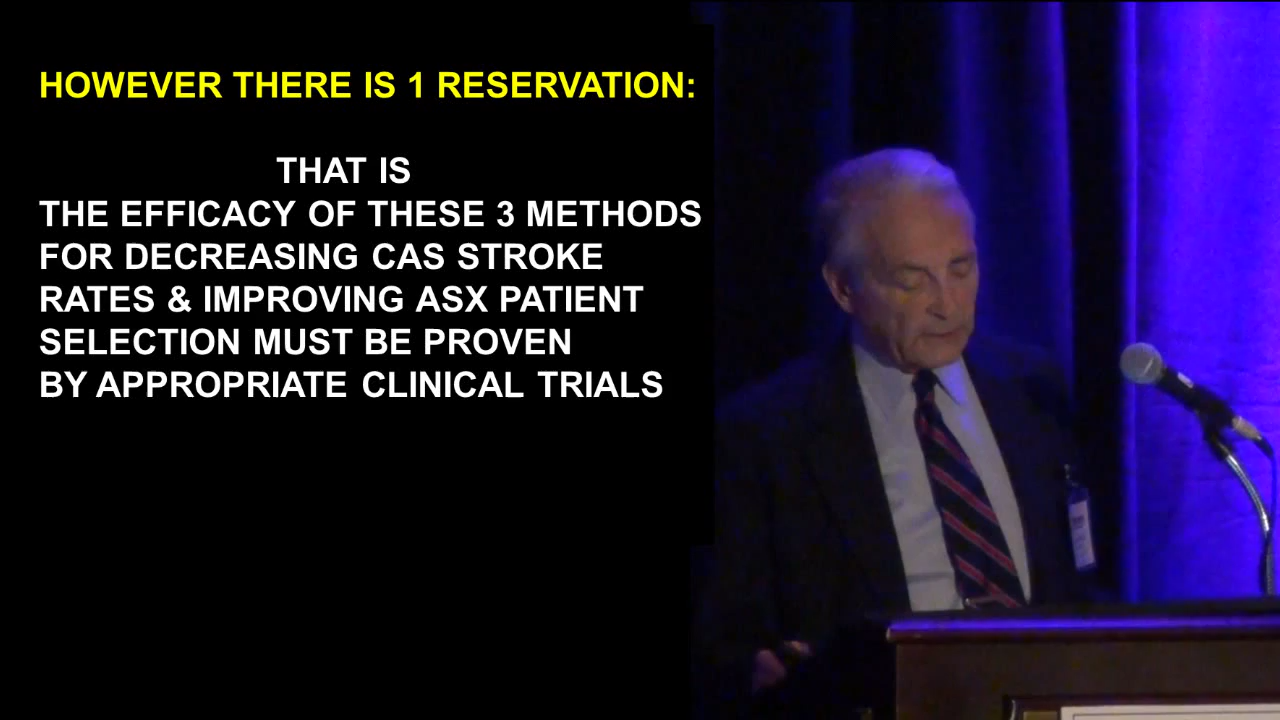 HOWEVER THERE IS 1 RESERVATION:
THAT IS
THE EFFICACY OF THESE 3 METHODS
FOR DECREASING CAS STROKE
RATES & IMPROVING ASX PATIENT
SELECTION MUST BE PROVEN
BY APPROPRIATE CLINICAL TRIALS